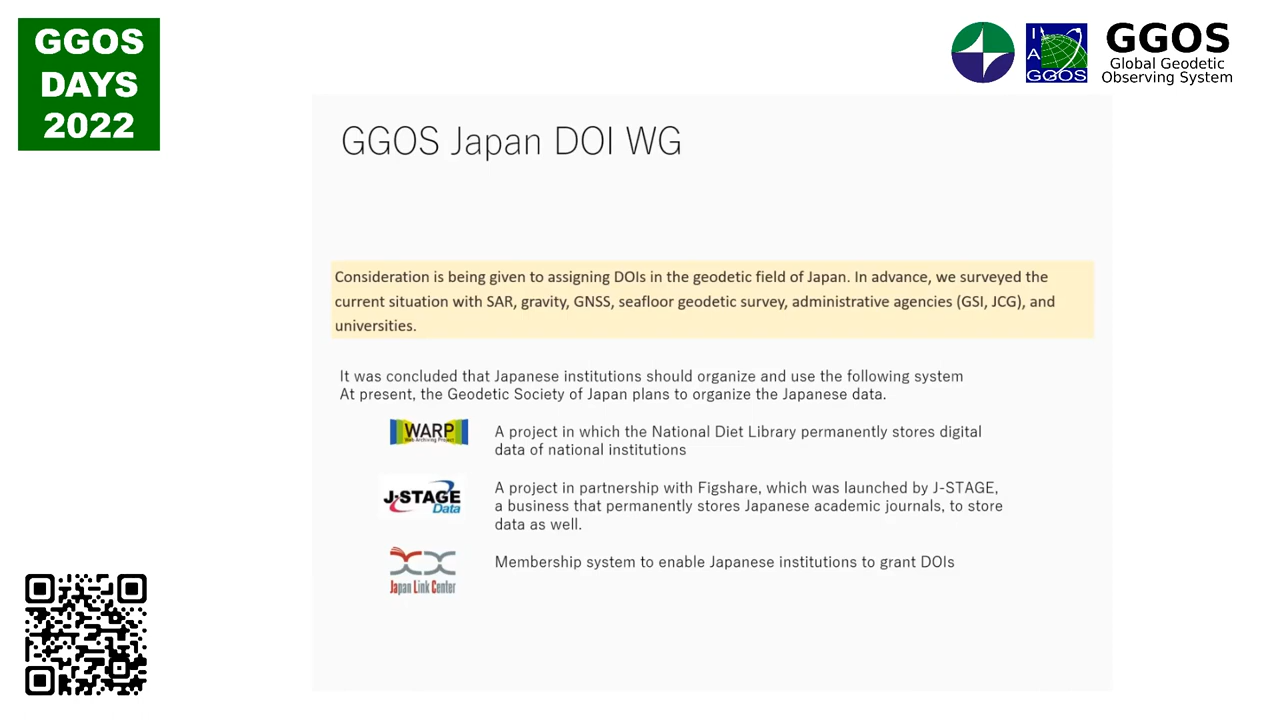 GGOS
DAYS
2022
I
A
GGOS
GGOS
Global Geodetic
Observing System
GGOS Japan DOI WG
Consideration is being given to assigning DOIs in the geodetic field of Japan. In advance, we surveyed the
current situation with SAR, gravity, GNSS, seafloor geodetic survey, administrative agencies (GSI, JCG), and
universities.
It was concluded that Japanese institutions should organize and use the following system
At present, the Geodetic Society of Japan plans to organize the Japanese data.
WARP
Web Archiving Project
A project in which the National Diet Library permanently stores digital
data of national institutions
J-STAGE
Data
A project in partnership with Figshare, which was launched by J-STAGE,
a business that permanently stores Japanese academic journals, to store
data as well.
Japan Link Center
Membership system to enable Japanese institutions to grant DOIs